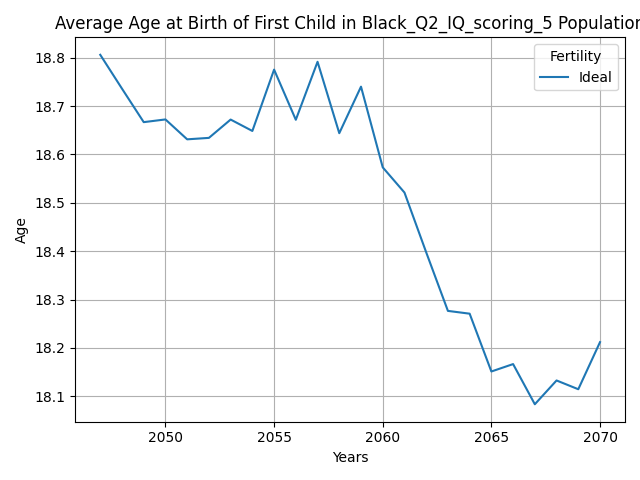 Average Age at Birth of First Child in Black_Q2_IQ_scoring_5 Population
Fertility
Ideal
Age
18.8
18.7
18.6
18.5
18.4
18.3
18.2
18.1
2050 2055 2060 2065 2070
Years